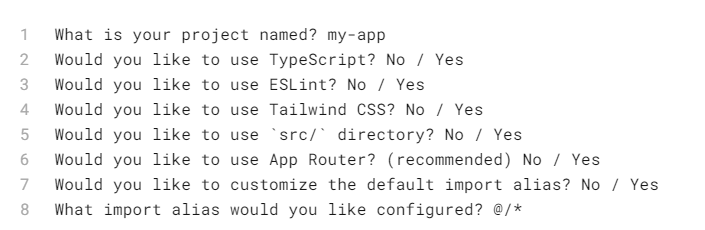 1 What is your project named? my-app
2 Would you like to use TypeScript? No / Yes
3 Would you like to use ESLint? No / Yes
4 Would you like to use Tailwind CSS? No / Yes
5 Would you like to use `src/` directory? No / Yes
6 Would you like to use App Router? (recommended) No / Yes
7 Would you like to customize the default import alias? No / Yes
8 What import alias would you like configured? @/*